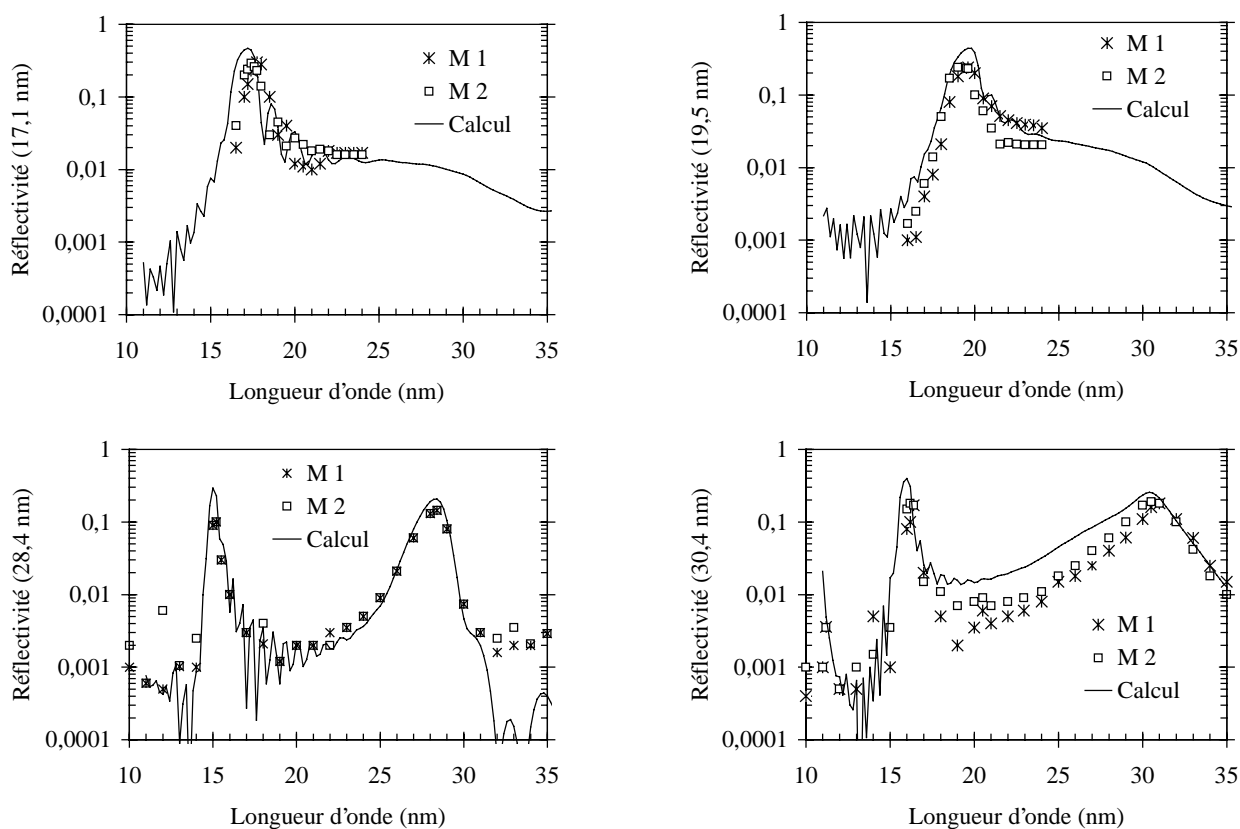 Réflectivité (17,1 nm)
1
0,1
0,01
0,001
0,0001
10 15 20 25 30 35
Longueur d'onde (nm)
M 1
M 2
Calcul
Réflectivité (19,5 nm)
1
0,1
0,01
0,001
0,0001
10 15 20 25 30 35
Longueur d'onde (nm)
M 1
M 2
Calcul
Réflectivité (28,4 nm)
1
0,1
0,01
0,001
0,0001
10 15 20 25 30 35
Longueur d'onde (nm)
M 1
M 2
Calcul
Réflectivité (30,4 nm)
1
0,1
0,01
0,001
0,0001
10 15 20 25 30 35
Longueur d'onde (nm)
M 1
M 2
Calcul